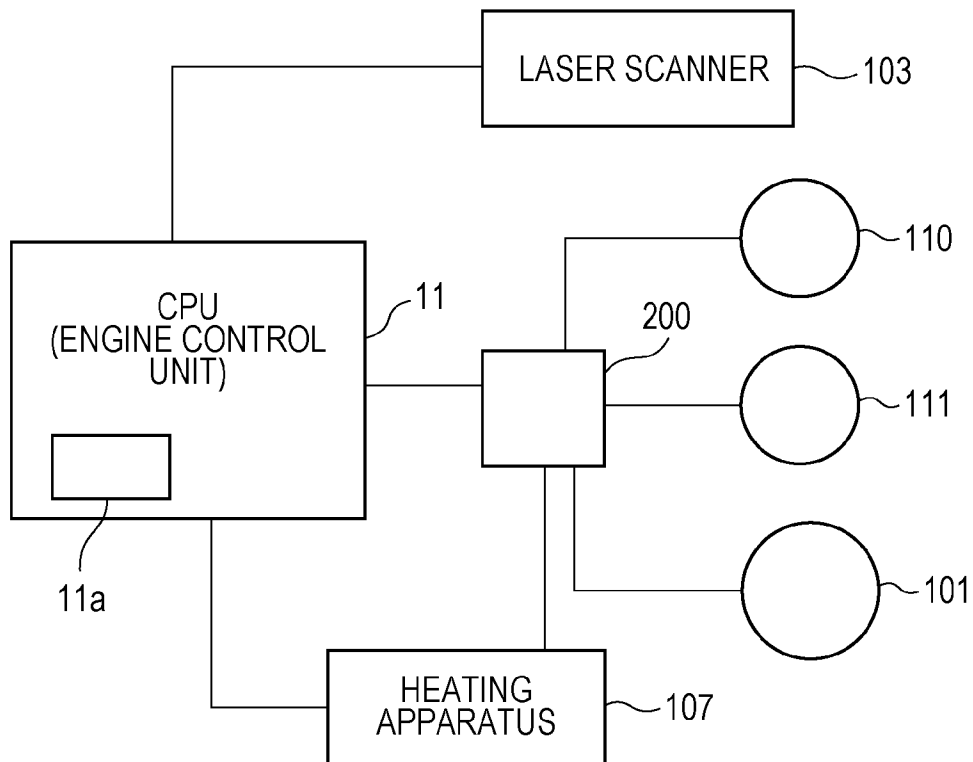 LASER SCANNER
103
110
CPU
(ENGINE CONTROL
UNIT)
11
200
111
11a
101
HEATING
APPARATUS
107